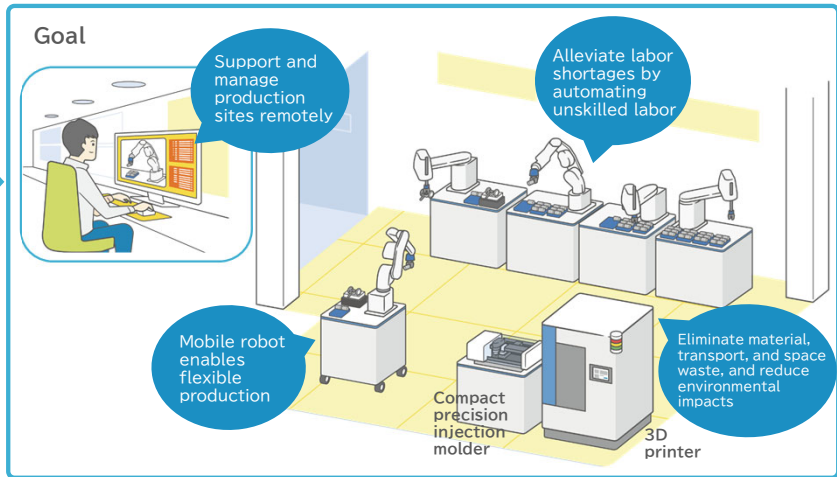 Goal
Support and
manage
production
sites remotely
Alleviate labor
shortages by
automating
unskilled labor
Mobile robot
enables
flexible
production
Eliminate material,
transport, and space
waste, and reduce
environmental
impacts
Compact
precision
injection
molder
3D
printer